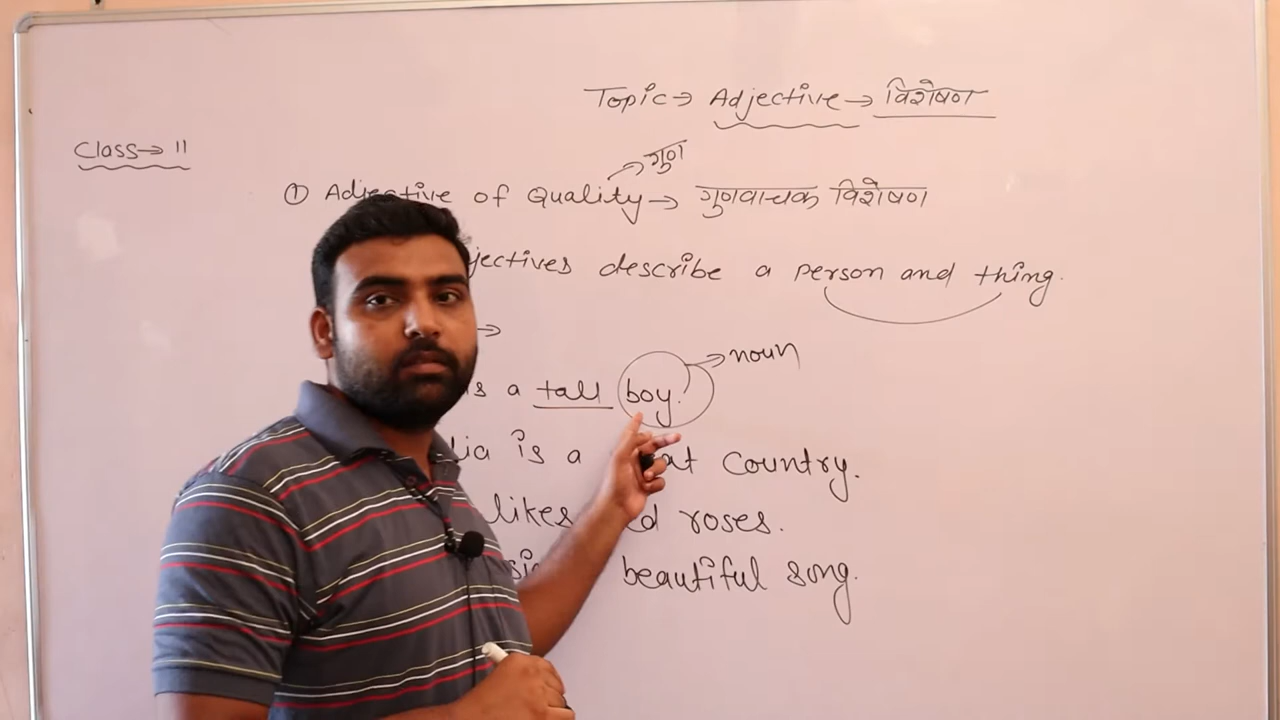 Topic → Adjective → विशेषण
Class → 11
→ गुण
① Adjective of Quality → गुणवाचक विशेषण
jectives describe a person and thing.
→
→ noun
is a tall boy.
is a country.
likes roses.
beautiful song.